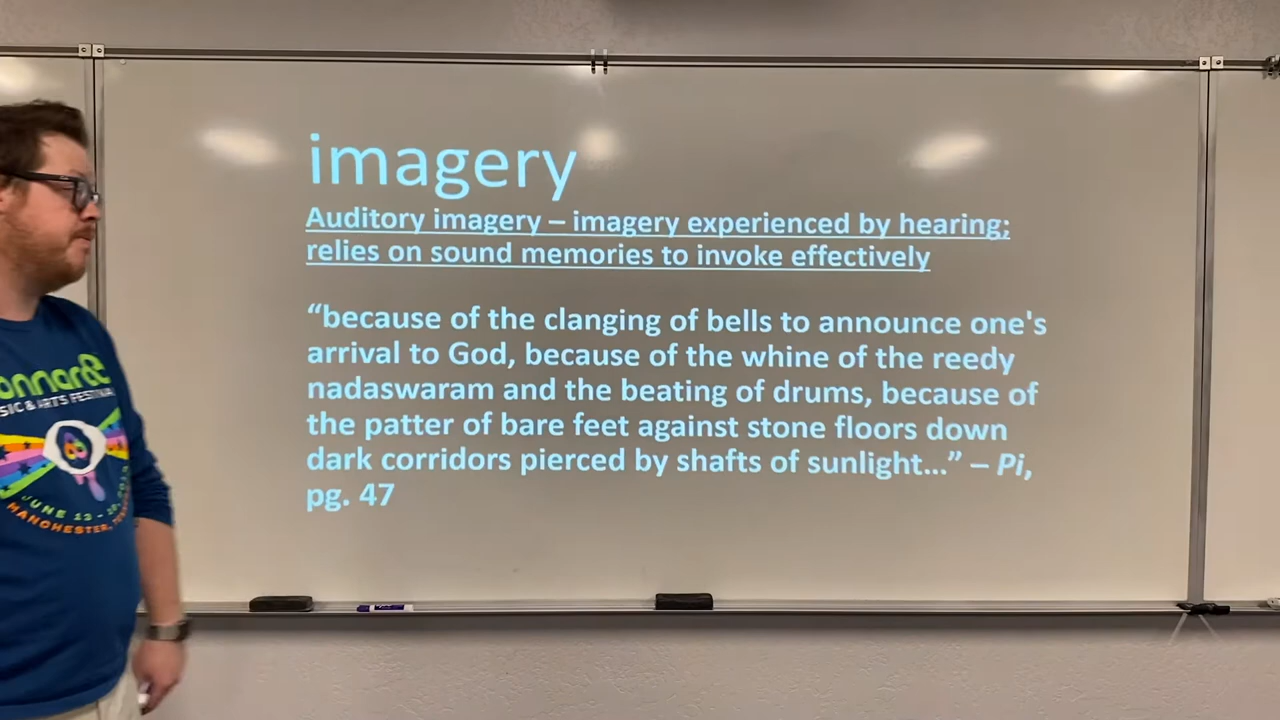 imagery
Auditory imagery – imagery experienced by hearing;
relies on sound memories to invoke effectively
“because of the clanging of bells to announce one's
arrival to God, because of the whine of the reedy
nadaswaram and the beating of drums, because of
the patter of bare feet against stone floors down
dark corridors pierced by shafts of sunlight...” – Pi,
pg. 47
JUNE 13 -
MANCHESTER,